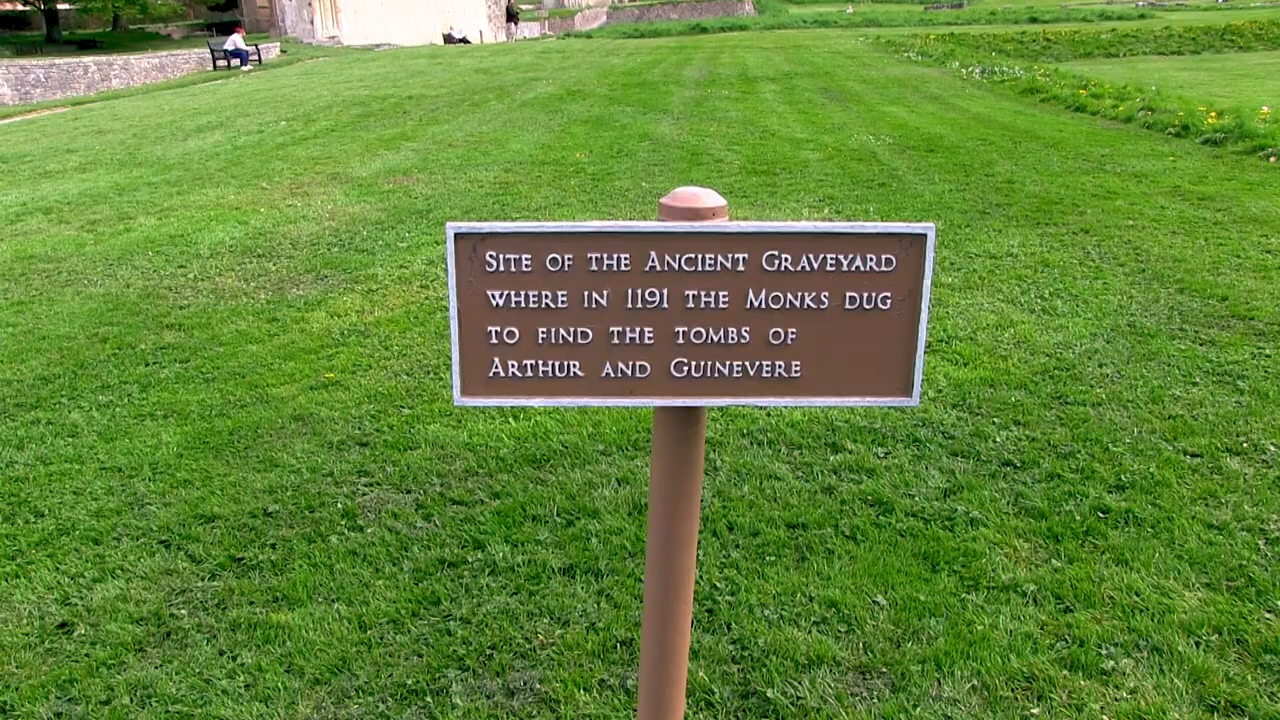 Site of the Ancient Graveyard
where in 1191 the Monks dug
to find the tombs of
Arthur and Guinevere